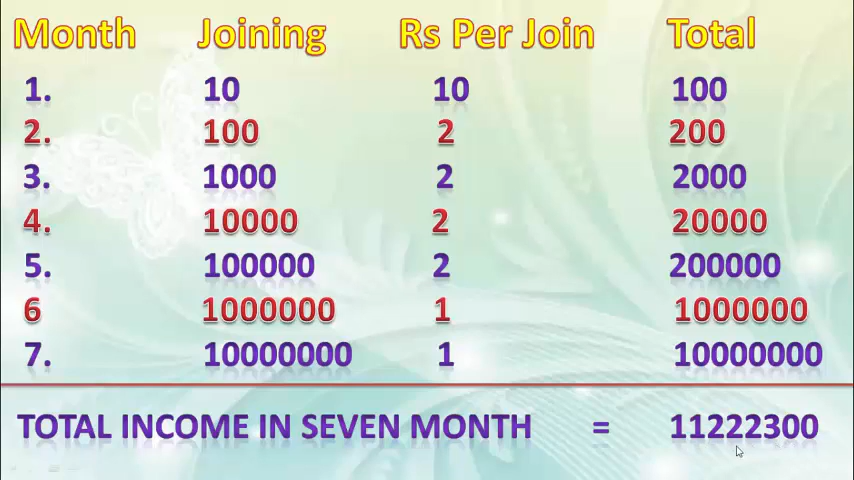 Month Joining Rs Per Join Total
1. 10 10 100
2. 100 2 200
3. 1000 2 2000
4. 10000 2 20000
5. 100000 2 200000
6 1000000 1 1000000
7. 10000000 1 10000000
TOTAL INCOME IN SEVEN MONTH = 11222300